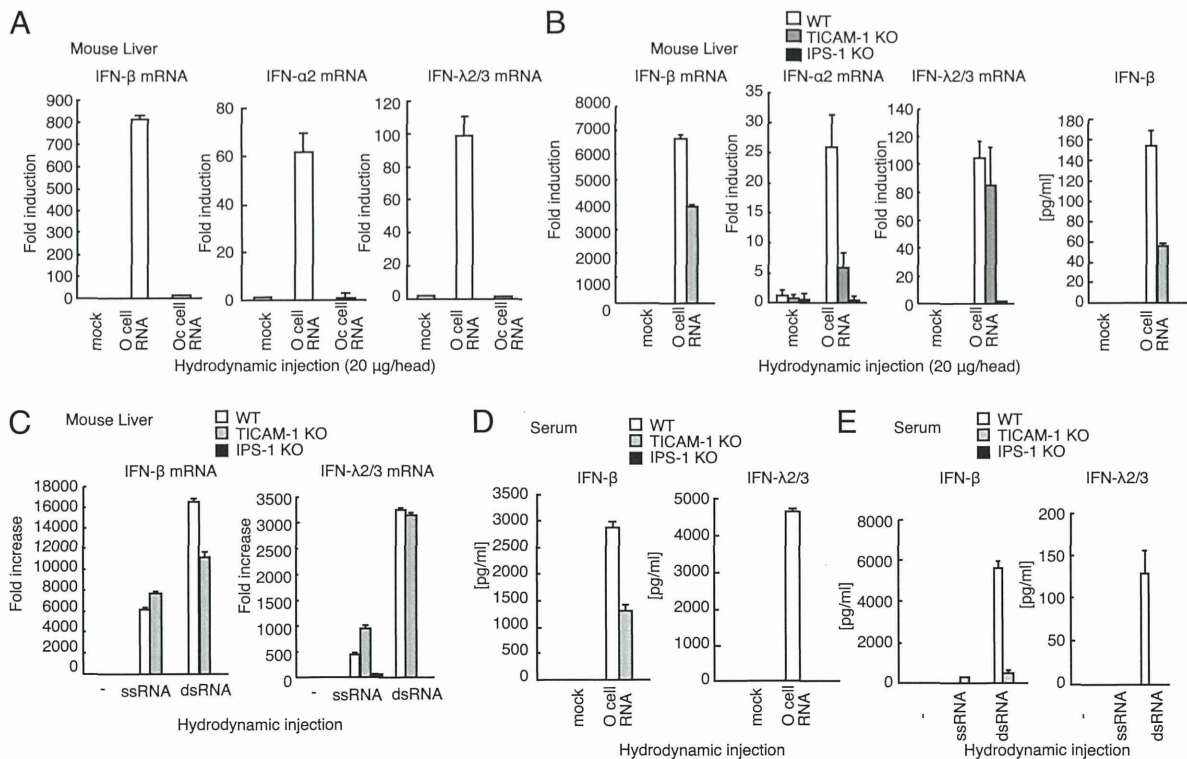 A
Mouse Liver
IFN-β mRNA
IFN-α2 mRNA
IFN-λ2/3 mRNA
Fold induction
900
800
700
600
500
400
300
200
100
0
mock
O cell
RNA
Oc cell
RNA
Fold induction
80
60
40
20
0
mock
O cell
RNA
Oc cell
RNA
Fold induction
120
100
80
60
40
20
0
mock
O cell
RNA
Oc cell
RNA
Hydrodynamic injection (20 µg/head)
B
WT
TICAM-1 KO
IPS-1 KO
Mouse Liver
IFN-β mRNA
IFN-α2 mRNA
IFN-λ2/3 mRNA
IFN-β
Fold induction
8000
7000
6000
5000
4000
3000
2000
1000
0
mock
O cell
RNA
Fold induction
40
35
30
25
20
15
10
5
0
mock
O cell
RNA
Fold induction
140
120
100
80
60
40
20
0
mock
O cell
RNA
[pg/ml]
200
180
160
140
120
100
80
60
40
20
0
mock
O cell
RNA
Hydrodynamic injection (20 µg/head)
C
Mouse Liver
WT
TICAM-1 KO
IPS-1 KO
IFN-β mRNA
IFN-λ2/3 mRNA
Fold increase
18000
16000
14000
12000
10000
8000
6000
4000
2000
0
-
ssRNA
dsRNA
Fold increase
3500
3000
2500
2000
1500
1000
500
0
-
ssRNA
dsRNA
Hydrodynamic injection
D
Serum
WT
TICAM-1 KO
IPS-1 KO
IFN-β
IFN-λ2/3
[pg/ml]
3500
3000
2500
2000
1500
1000
500
0
mock
O cell
RNA
[pg/ml]
5000
4000
3000
2000
1000
0
mock
O cell
RNA
Hydrodynamic injection
E
Serum
WT
TICAM-1 KO
IPS-1 KO
IFN-β
IFN-λ2/3
[pg/ml]
8000
6000
4000
2000
0
-
ssRNA
dsRNA
[pg/ml]
200
150
100
50
0
-
ssRNA
dsRNA
Hydrodynamic injection